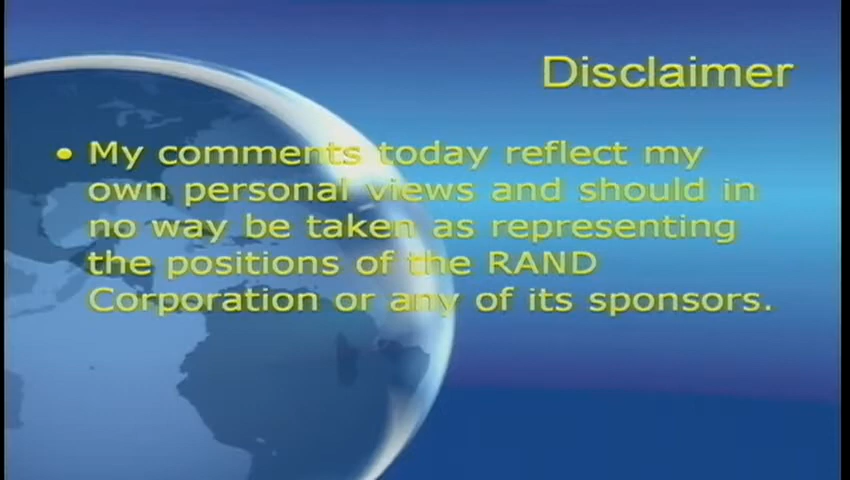 Disclaimer
• My comments today reflect my
own personal views and should in
no way be taken as representing
the positions of the RAND
Corporation or any of its sponsors.